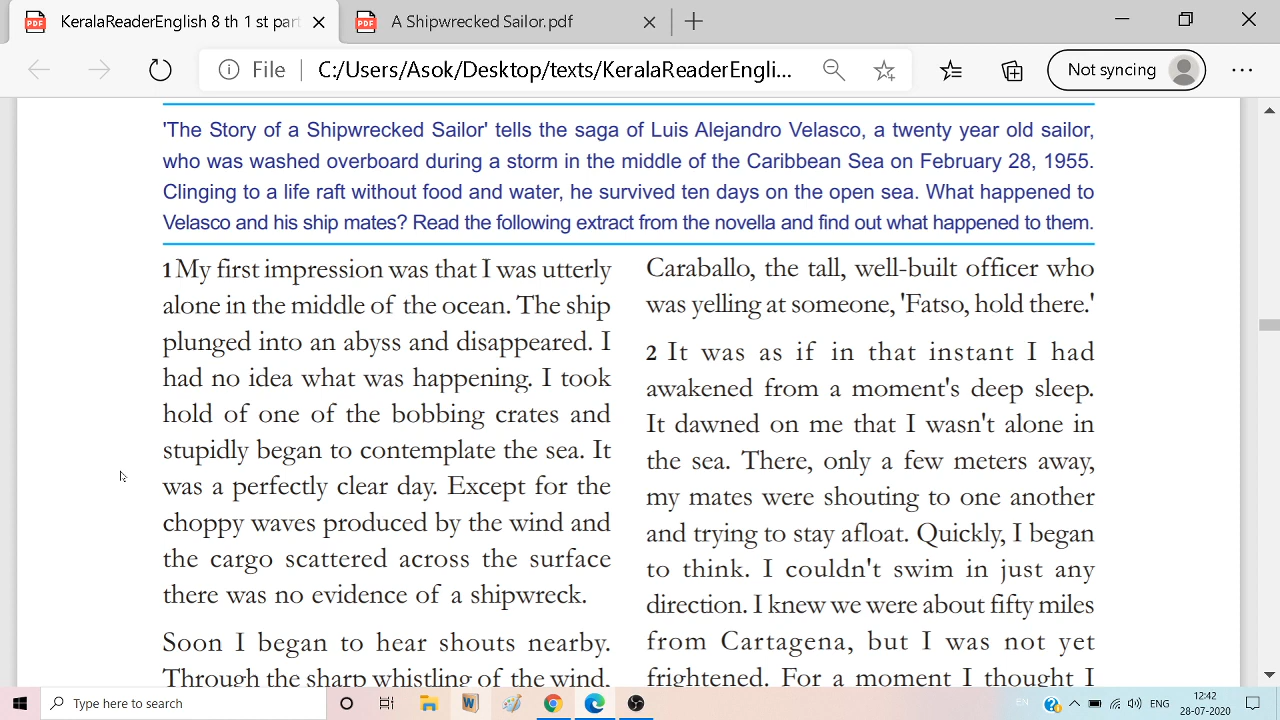 KeralaReaderEnglish 8 th 1 st part
A Shipwrecked Sailor.pdf
File
C:/Users/Asok/Desktop/texts/KeralaReaderEngli...
Not syncing
'The Story of a Shipwrecked Sailor' tells the saga of Luis Alejandro Velasco, a twenty year old sailor,
who was washed overboard during a storm in the middle of the Caribbean Sea on February 28, 1955.
Clinging to a life raft without food and water, he survived ten days on the open sea. What happened to
Velasco and his ship mates? Read the following extract from the novella and find out what happened to them.
1 My first impression was that I was utterly
alone in the middle of the ocean. The ship
plunged into an abyss and disappeared. I
had no idea what was happening. I took
hold of one of the bobbing crates and
stupidly began to contemplate the sea. It
was a perfectly clear day. Except for the
choppy waves produced by the wind and
the cargo scattered across the surface
there was no evidence of a shipwreck.
Soon I began to hear shouts nearby.
Through the sharp whistling of the wind,
Caraballo, the tall, well-built officer who
was yelling at someone, 'Fatso, hold there.'
2 It was as if in that instant I had
awakened from a moment's deep sleep.
It dawned on me that I wasn't alone in
the sea. There, only a few meters away,
my mates were shouting to one another
and trying to stay afloat. Quickly, I began
to think. I couldn't swim in just any
direction. I knew we were about fifty miles
from Cartagena, but I was not yet
frightened. For a moment I thought I
Type here to search
EN
ENG
12:42
28-07-2020